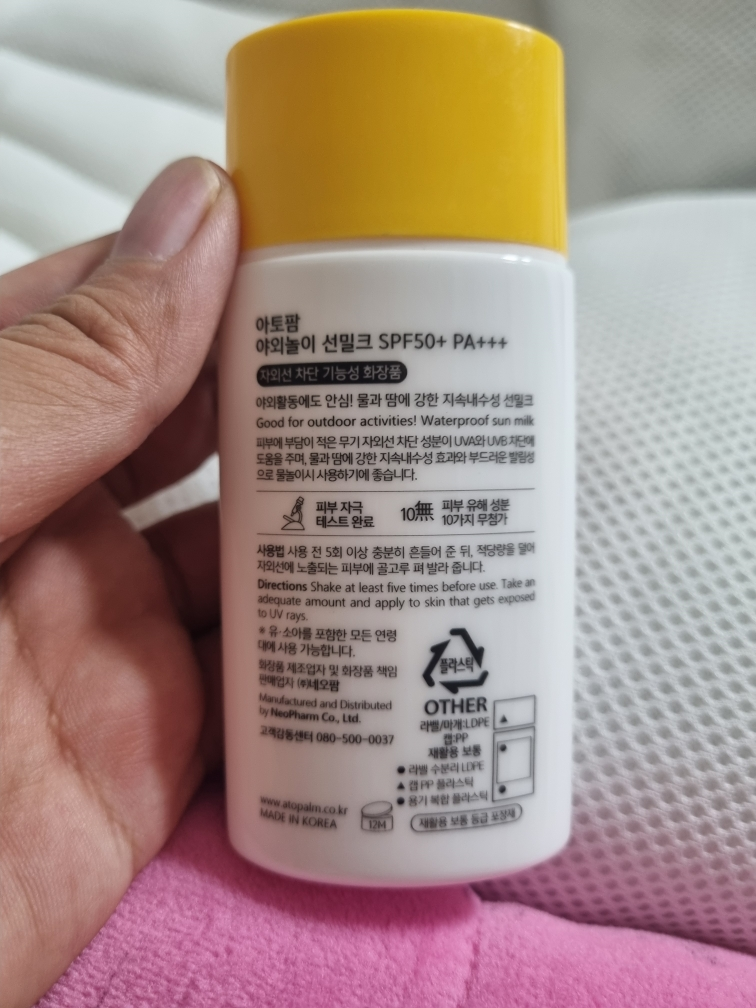 아토팜
야외놀이 선밀크 SPF50+ PA+++
자외선 차단 기능성 화장품
야외활동에도 안심! 물과 땀에 강한 지속내수성 선밀크
Good for outdoor activities! Waterproof sun milk
피부에 부담이 적은 무기 자외선 차단 성분이 UVA와 UVB 차단에
도움을 주며, 물과 땀에 강한 지속내수성 효과와 부드러운 발림성
으로 물놀이시 사용하기에 좋습니다.
피부 자극
테스트 완료
10無
피부 유해 성분
10가지 무첨가
사용법 사용 전 5회 이상 충분히 흔들어 준 뒤, 적당량을 덜어
자외선에 노출되는 피부에 골고루 펴 발라 줍니다.
Directions Shake at least five times before use. Take an
adequate amount and apply to skin that gets exposed
to UV rays.
※ 유·소아를 포함한 모든 연령
대에 사용 가능합니다.
화장품 제조업자 및 화장품 책임
판매업자 ㈜네오팜
Manufactured and Distributed
by NeoPharm Co., Ltd.
고객감동센터 080-500-0037
www.atopalm.co.kr
MADE IN KOREA
12M
플라스틱
OTHER
라벨/마개:LDPE
캡:PP
재활용 보통
● 라벨 수분리 LDPE
▲ 캡 PP 플라스틱
● 용기 복합 플라스틱
재활용 보통 등급 포장재